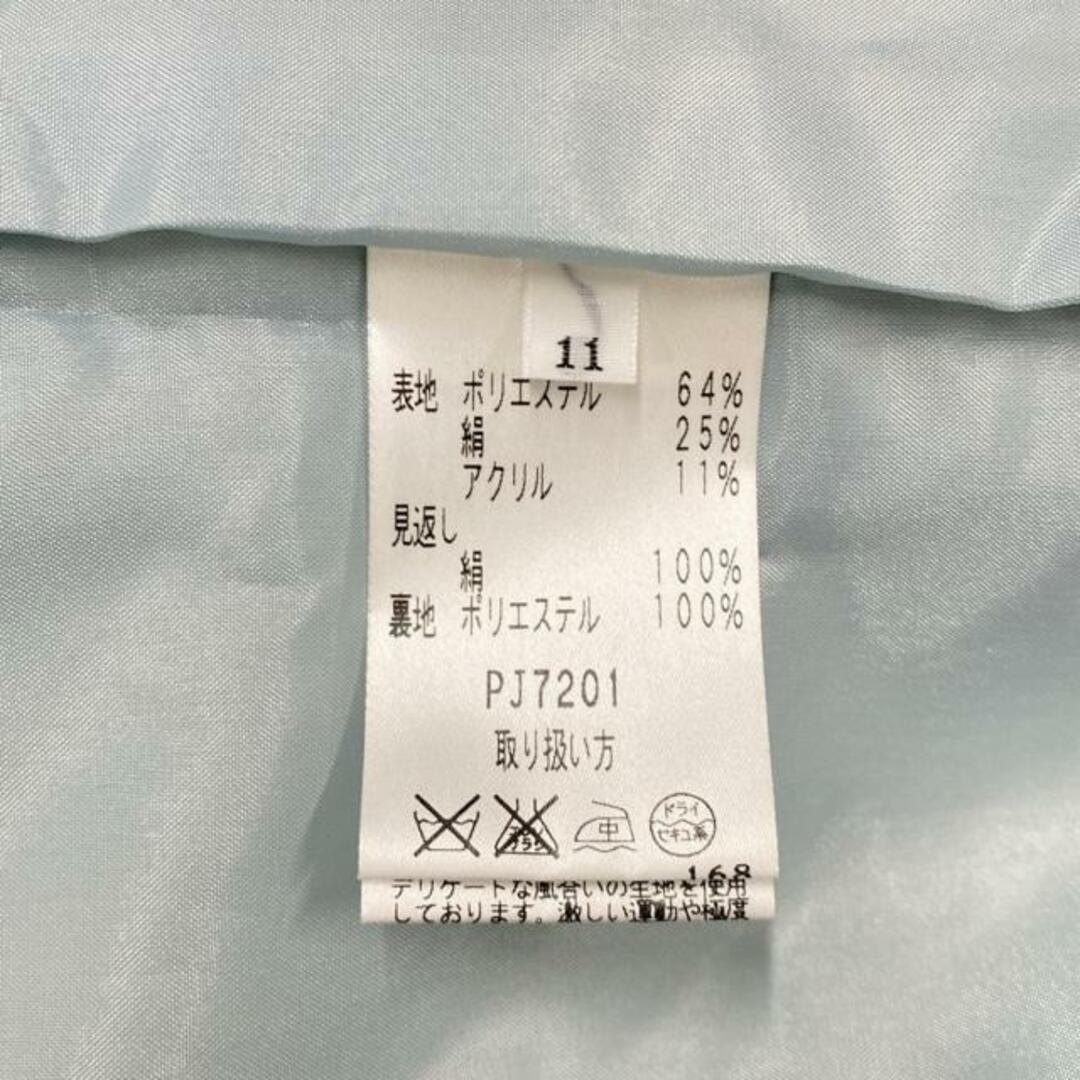 11
表地 ポリエステル 64%
絹 25%
アクリル 11%
見返し
絹 100%
裏地 ポリエステル 100%
PJ7201
取り扱い方
中
ドライ
セキユ系
168
デリケートな風合いの生地を使用
しております。激しい運動や極度